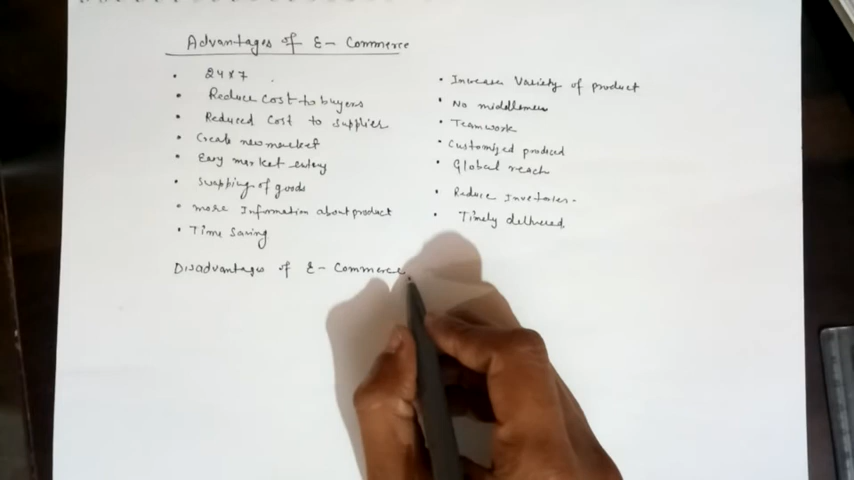 Advantages of E - Commerce
• 24x7
• Reduce cost to buyers
• Reduced cost to supplier
• Create new market
• Easy market entry
• Swapping of goods
• more Information about product
• Time Saving
• Increase Variety of product
• No middlemen
• Teamwork
• Customized produced
• Global reach
• Reduce
• Timely delivered
Disadvantages of E - Commerce